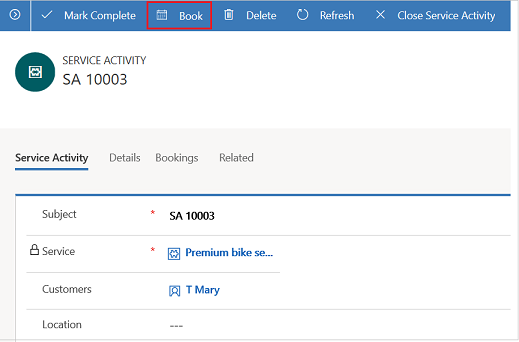 Mark Complete Book Delete Refresh Close Service Activity
SERVICE ACTIVITY
SA 10003
Service Activity Details Bookings Related
Subject * SA 10003
Service * Premium bike se...
Customers T Mary
Location ---